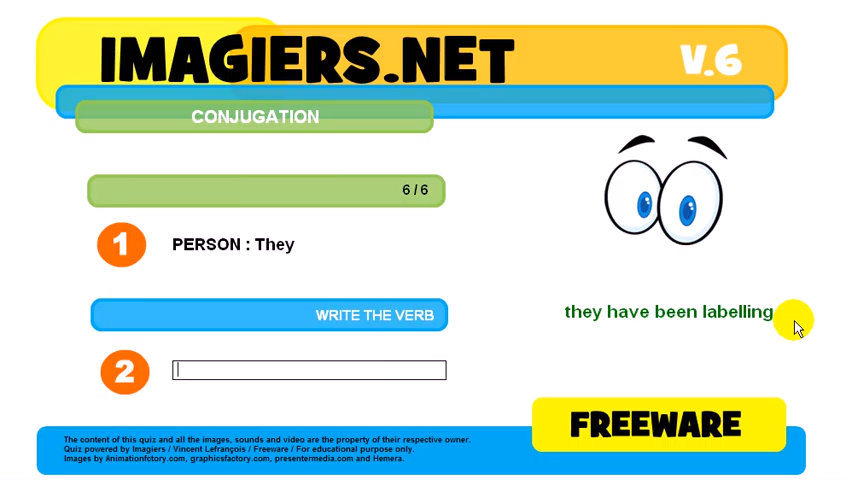 IMAGIERS.NET
V.6
CONJUGATION
6 / 6
1
PERSON : They
WRITE THE VERB
they have been labelling
2
FREEWARE
The content of this quiz and all the images, sounds and video are the property of their respective owner.
Quiz powered by Imagiers / Vincent Lefrançois / Freeware / For educational purpose only.
Images by Animationfctory.com, graphicsfactory.com, presentermedia.com and Hemera.